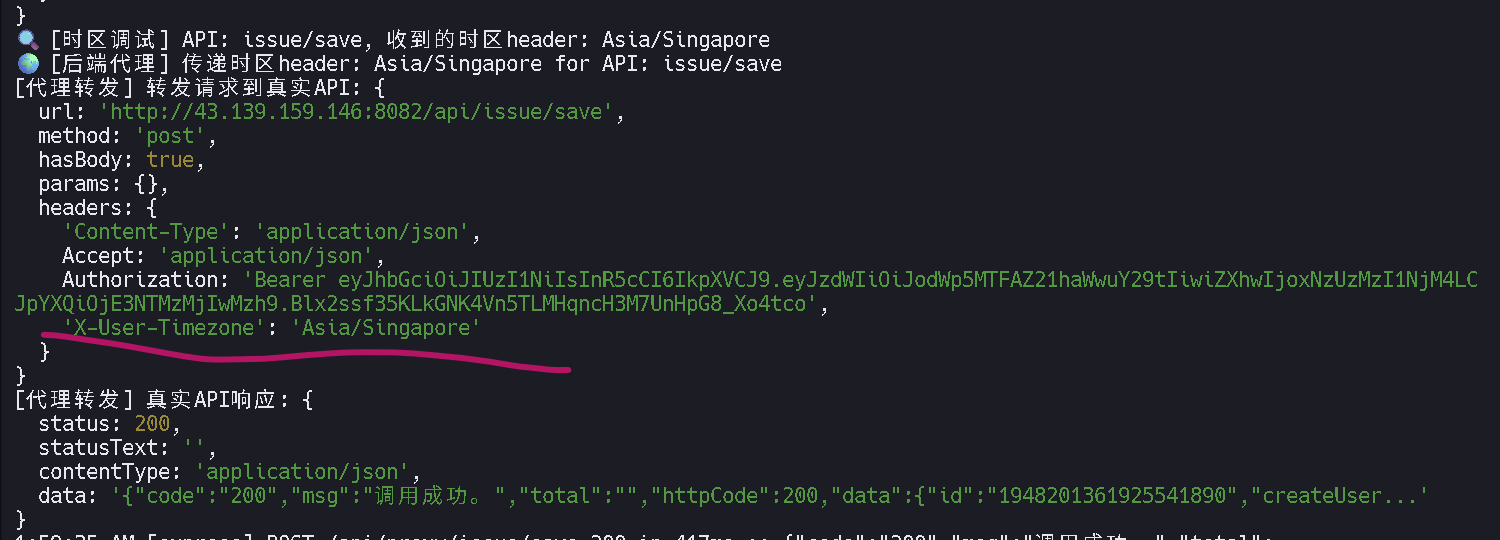 }
[时区调试] API: issue/save, 收到的时区header: Asia/Singapore
[后端代理] 传递时区header: Asia/Singapore for API: issue/save
[代理转发] 转发请求到真实API: {
url: 'http://43.139.159.146:8082/api/issue/save',
method: 'post',
hasBody: true,
params: {},
headers: {
'Content-Type': 'application/json',
Accept: 'application/json',
Authorization: 'Bearer eyJhbGciOiJIUzI1NiIsInR5cCI6IkpXVCJ9.eyJzdWIiOiJodWp5MTFAZ21haWwuY29tIiwiZXhwIjoxNzUzMzI1NjM4LC
JpYXQiOjE3NTMzMjIwMzh9.Blx2ssf35KLkGNK4Vn5TLMHqncH3M7UnHpG8_Xo4tco',
'X-User-Timezone': 'Asia/Singapore'
}
}
[代理转发] 真实API响应: {
status: 200,
statusText: '',
contentType: 'application/json',
data: '{"code":"200","msg":"调用成功。","total":"","httpCode":200,"data":{"id":"1948201361925541890","createUser...'
}